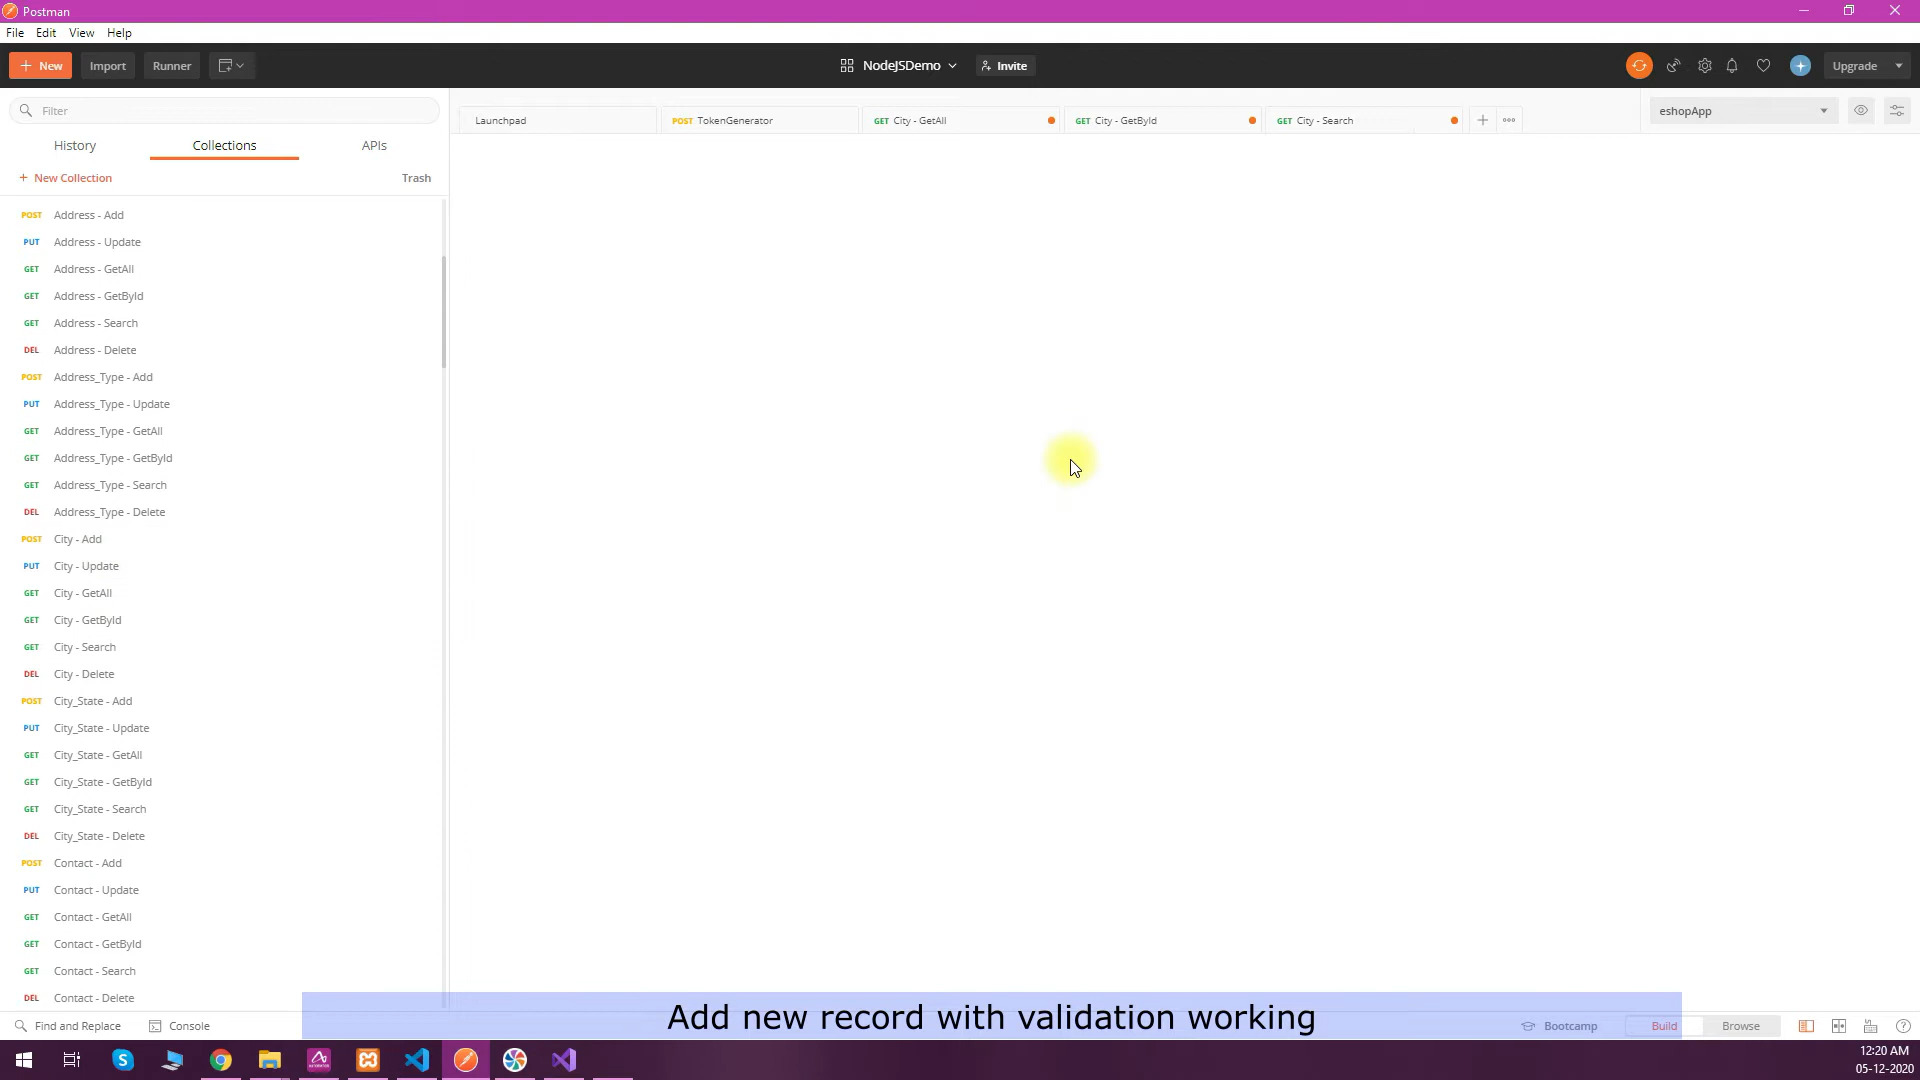 Postman
File Edit View Help
New Import Runner NodeJSDemo Invite Upgrade
Filter
Launchpad POST TokenGenerator GET City - GetAll GET City - GetById GET City - Search eshopApp
History Collections APIs
+ New Collection Trash
POST Address - Add
PUT Address - Update
GET Address - GetAll
GET Address - GetById
GET Address - Search
DEL Address - Delete
POST Address_Type - Add
PUT Address_Type - Update
GET Address_Type - GetAll
GET Address_Type - GetById
GET Address_Type - Search
DEL Address_Type - Delete
POST City - Add
PUT City - Update
GET City - GetAll
GET City - GetById
GET City - Search
DEL City - Delete
POST City_State - Add
PUT City_State - Update
GET City_State - GetAll
GET City_State - GetById
GET City_State - Search
DEL City_State - Delete
POST Contact - Add
PUT Contact - Update
GET Contact - GetAll
GET Contact - GetById
GET Contact - Search
DEL Contact - Delete
Add new record with validation working
Find and Replace Console Bootcamp Build Browse
12:20 AM
05-12-2020